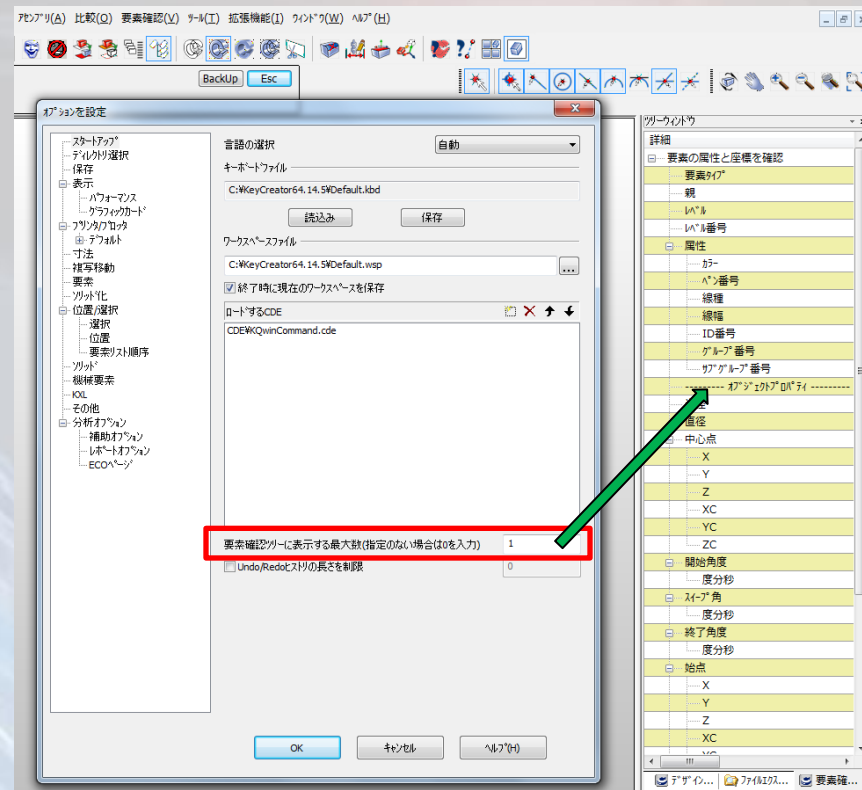 ｱｾﾝﾌﾞﾘ(A) 比較(O) 要素確認(V) ﾂｰﾙ(T) 拡張機能(I) ｳｨﾝﾄﾞｳ(W) ﾍﾙﾌﾟ(H)
BackUp Esc
ｵﾌﾟｼｮﾝを設定
ｽﾀｰﾄｱｯﾌﾟ
ﾃﾞｨﾚｸﾄﾘ選択
保存
表示
ﾊﾟﾌｫｰﾏﾝｽ
ｸﾞﾗﾌｨｯｸｶｰﾄﾞ
ﾌﾟﾘﾝﾀ/ﾌﾟﾛｯﾀ
ﾃﾞﾌｫﾙﾄ
寸法
複写移動
要素
ｿﾘｯﾄﾞ化
位置/選択
選択
位置
要素ﾘｽﾄ順序
ｿﾘｯﾄﾞ
機械要素
KXL
その他
分析ｵﾌﾟｼｮﾝ
補助ｵﾌﾟｼｮﾝ
ﾚﾎﾟｰﾄｵﾌﾟｼｮﾝ
ECOﾍﾟｰｼﾞ
言語の選択 自動
ｷｰﾎﾞｰﾄﾞﾌｧｲﾙ
C:¥KeyCreator64.14.5¥Default.kbd
読込み 保存
ﾜｰｸｽﾍﾟｰｽﾌｧｲﾙ
C:¥KeyCreator64.14.5¥Default.wsp ...
終了時に現在のﾜｰｸｽﾍﾟｰｽを保存
ﾛｰﾄﾞするCDE
CDE¥KQwinCommand.cde
要素確認ﾂﾘｰに表示する最大数(指定のない場合は0を入力) 1
Undo/Redoﾋｽﾄﾘの長さを制限 0
OK ｷｬﾝｾﾙ ﾍﾙﾌﾟ(H)
ﾂﾘｰｳｨﾝﾄﾞｳ
詳細
要素の属性と座標を確認
要素ﾀｲﾌﾟ
親
ﾚﾍﾞﾙ
ﾚﾍﾞﾙ番号
属性
ｶﾗｰ
ﾍﾟﾝ番号
線種
線幅
ID番号
ｸﾞﾙｰﾌﾟ番号
ｻﾌﾞｸﾞﾙｰﾌﾟ番号
--------- ｵﾌﾞｼﾞｪｸﾄﾌﾟﾛﾊﾟﾃｨ ---------
直径
中心点
X
Y
Z
XC
YC
ZC
開始角度
度分秒
ｽｲｰﾌﾟ角
度分秒
終了角度
度分秒
始点
X
Y
Z
XC
ﾃﾞｻﾞｲﾝ... ﾌｧｲﾙｴｸｽ... 要素確...